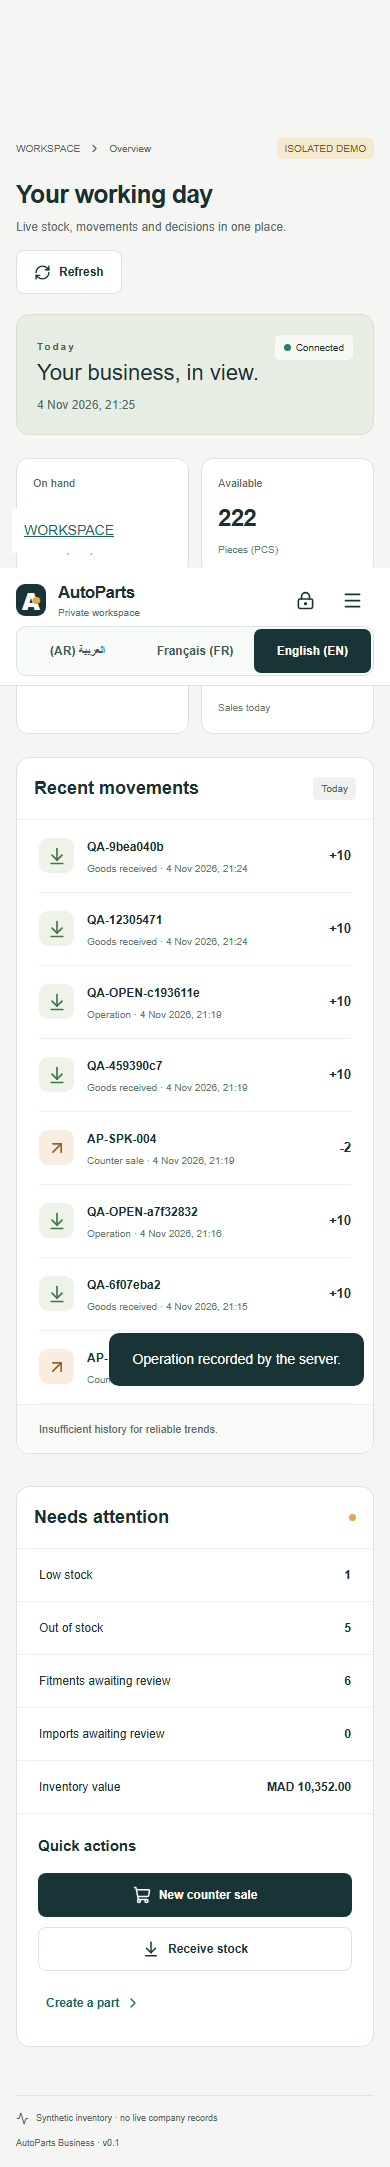 WORKSPACE > Overview
ISOLATED DEMO
Your working day
Live stock, movements and decisions in one place.
Refresh
Today
Connected
Your business, in view.
4 Nov 2026, 21:25
On hand
Available
222
Pieces (PCS)
WORKSPACE
AutoParts
Private workspace
(AR) العربية
Français (FR)
English (EN)
Sales today
Recent movements
Today
QA-9bea040b
Goods received · 4 Nov 2026, 21:24
+10
QA-12305471
Goods received · 4 Nov 2026, 21:24
+10
QA-OPEN-c193611e
Operation · 4 Nov 2026, 21:19
+10
QA-459390c7
Goods received · 4 Nov 2026, 21:19
+10
AP-SPK-004
Counter sale · 4 Nov 2026, 21:19
-2
QA-OPEN-a7f32832
Operation · 4 Nov 2026, 21:16
+10
QA-6f07eba2
Goods received · 4 Nov 2026, 21:15
+10
AP-
Operation recorded by the server.
Insufficient history for reliable trends.
Needs attention
Low stock 1
Out of stock 5
Fitments awaiting review 6
Imports awaiting review 0
Inventory value MAD 10,352.00
Quick actions
New counter sale
Receive stock
Create a part >
Synthetic inventory · no live company records
AutoParts Business · v0.1